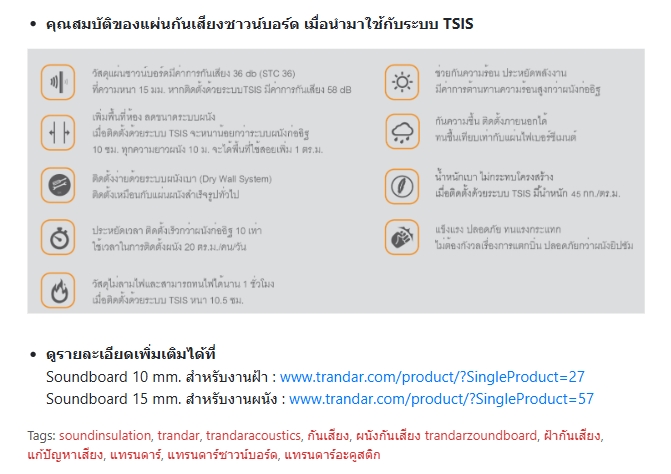 • คุณสมบัติของแผ่นกันเสียงซาวน์บอร์ด เมื่อนำมาใช้กับระบบ TSIS
วัสดุแผ่นซาวน์บอร์ดมีค่าการกันเสียง 36 db (STC 36)
ที่ความหนา 15 มม. หากติดตั้งด้วยระบบTSIS มีค่าการกันเสียง 58 dB
เพิ่มพื้นที่ห้อง ลดขนาดระบบผนัง
เมื่อติดตั้งด้วยระบบ TSIS จะหนาน้อยกว่าระบบผนังก่ออิฐ
10 ซม. ทุกความยาวผนัง 10 ม. จะได้พื้นที่ใช้สอยเพิ่ม 1 ตร.ม.
ติดตั้งง่ายด้วยระบบผนังเบา (Dry Wall System)
ติดตั้งเหมือนกับแผ่นผนังสำเร็จรูปทั่วไป
ประหยัดเวลา ติดตั้งเร็วกว่าผนังก่ออิฐ 10 เท่า
ใช้เวลาในการติดตั้งผนัง 20 ตร.ม./คน/วัน
วัสดุไม่ลามไฟและสามารถทนไฟได้นาน 1 ชั่วโมง
เมื่อติดตั้งด้วยระบบ TSIS หนา 10.5 ซม.
ช่วยกันความร้อน ประหยัดพลังงาน
มีค่าการต้านทานความร้อนสูงกว่าผนังก่ออิฐ
กันความชื้น ติดตั้งภายนอกได้
ทนชื้นเทียบเท่ากับแผ่นไฟเบอร์ซีเมนต์
น้ำหนักเบา ไม่กระทบโครงสร้าง
เมื่อติดตั้งด้วยระบบ TSIS มีน้ำหนัก 45 กก./ตร.ม.
แข็งแรง ปลอดภัย ทนแรงกระแทก
ไม่ต้องกังวลเรื่องการแตกบิ่น ปลอดภัยกว่าผนังยิปซัม
• ดูรายละเอียดเพิ่มเติมได้ที่
Soundboard 10 mm. สำหรับงานฝ้า : www.trandar.com/product/?SingleProduct=27
Soundboard 15 mm. สำหรับงานผนัง : www.trandar.com/product/?SingleProduct=57
Tags: soundinsulation, trandar, trandaracoustics, กันเสียง, ผนังกันเสียง trandarzoundboard, ฝ้ากันเสียง,
แก้ปัญหาเสียง, แทรนดาร์, แทรนดาร์ซาวน์บอร์ด, แทรนดาร์อะคูสติก